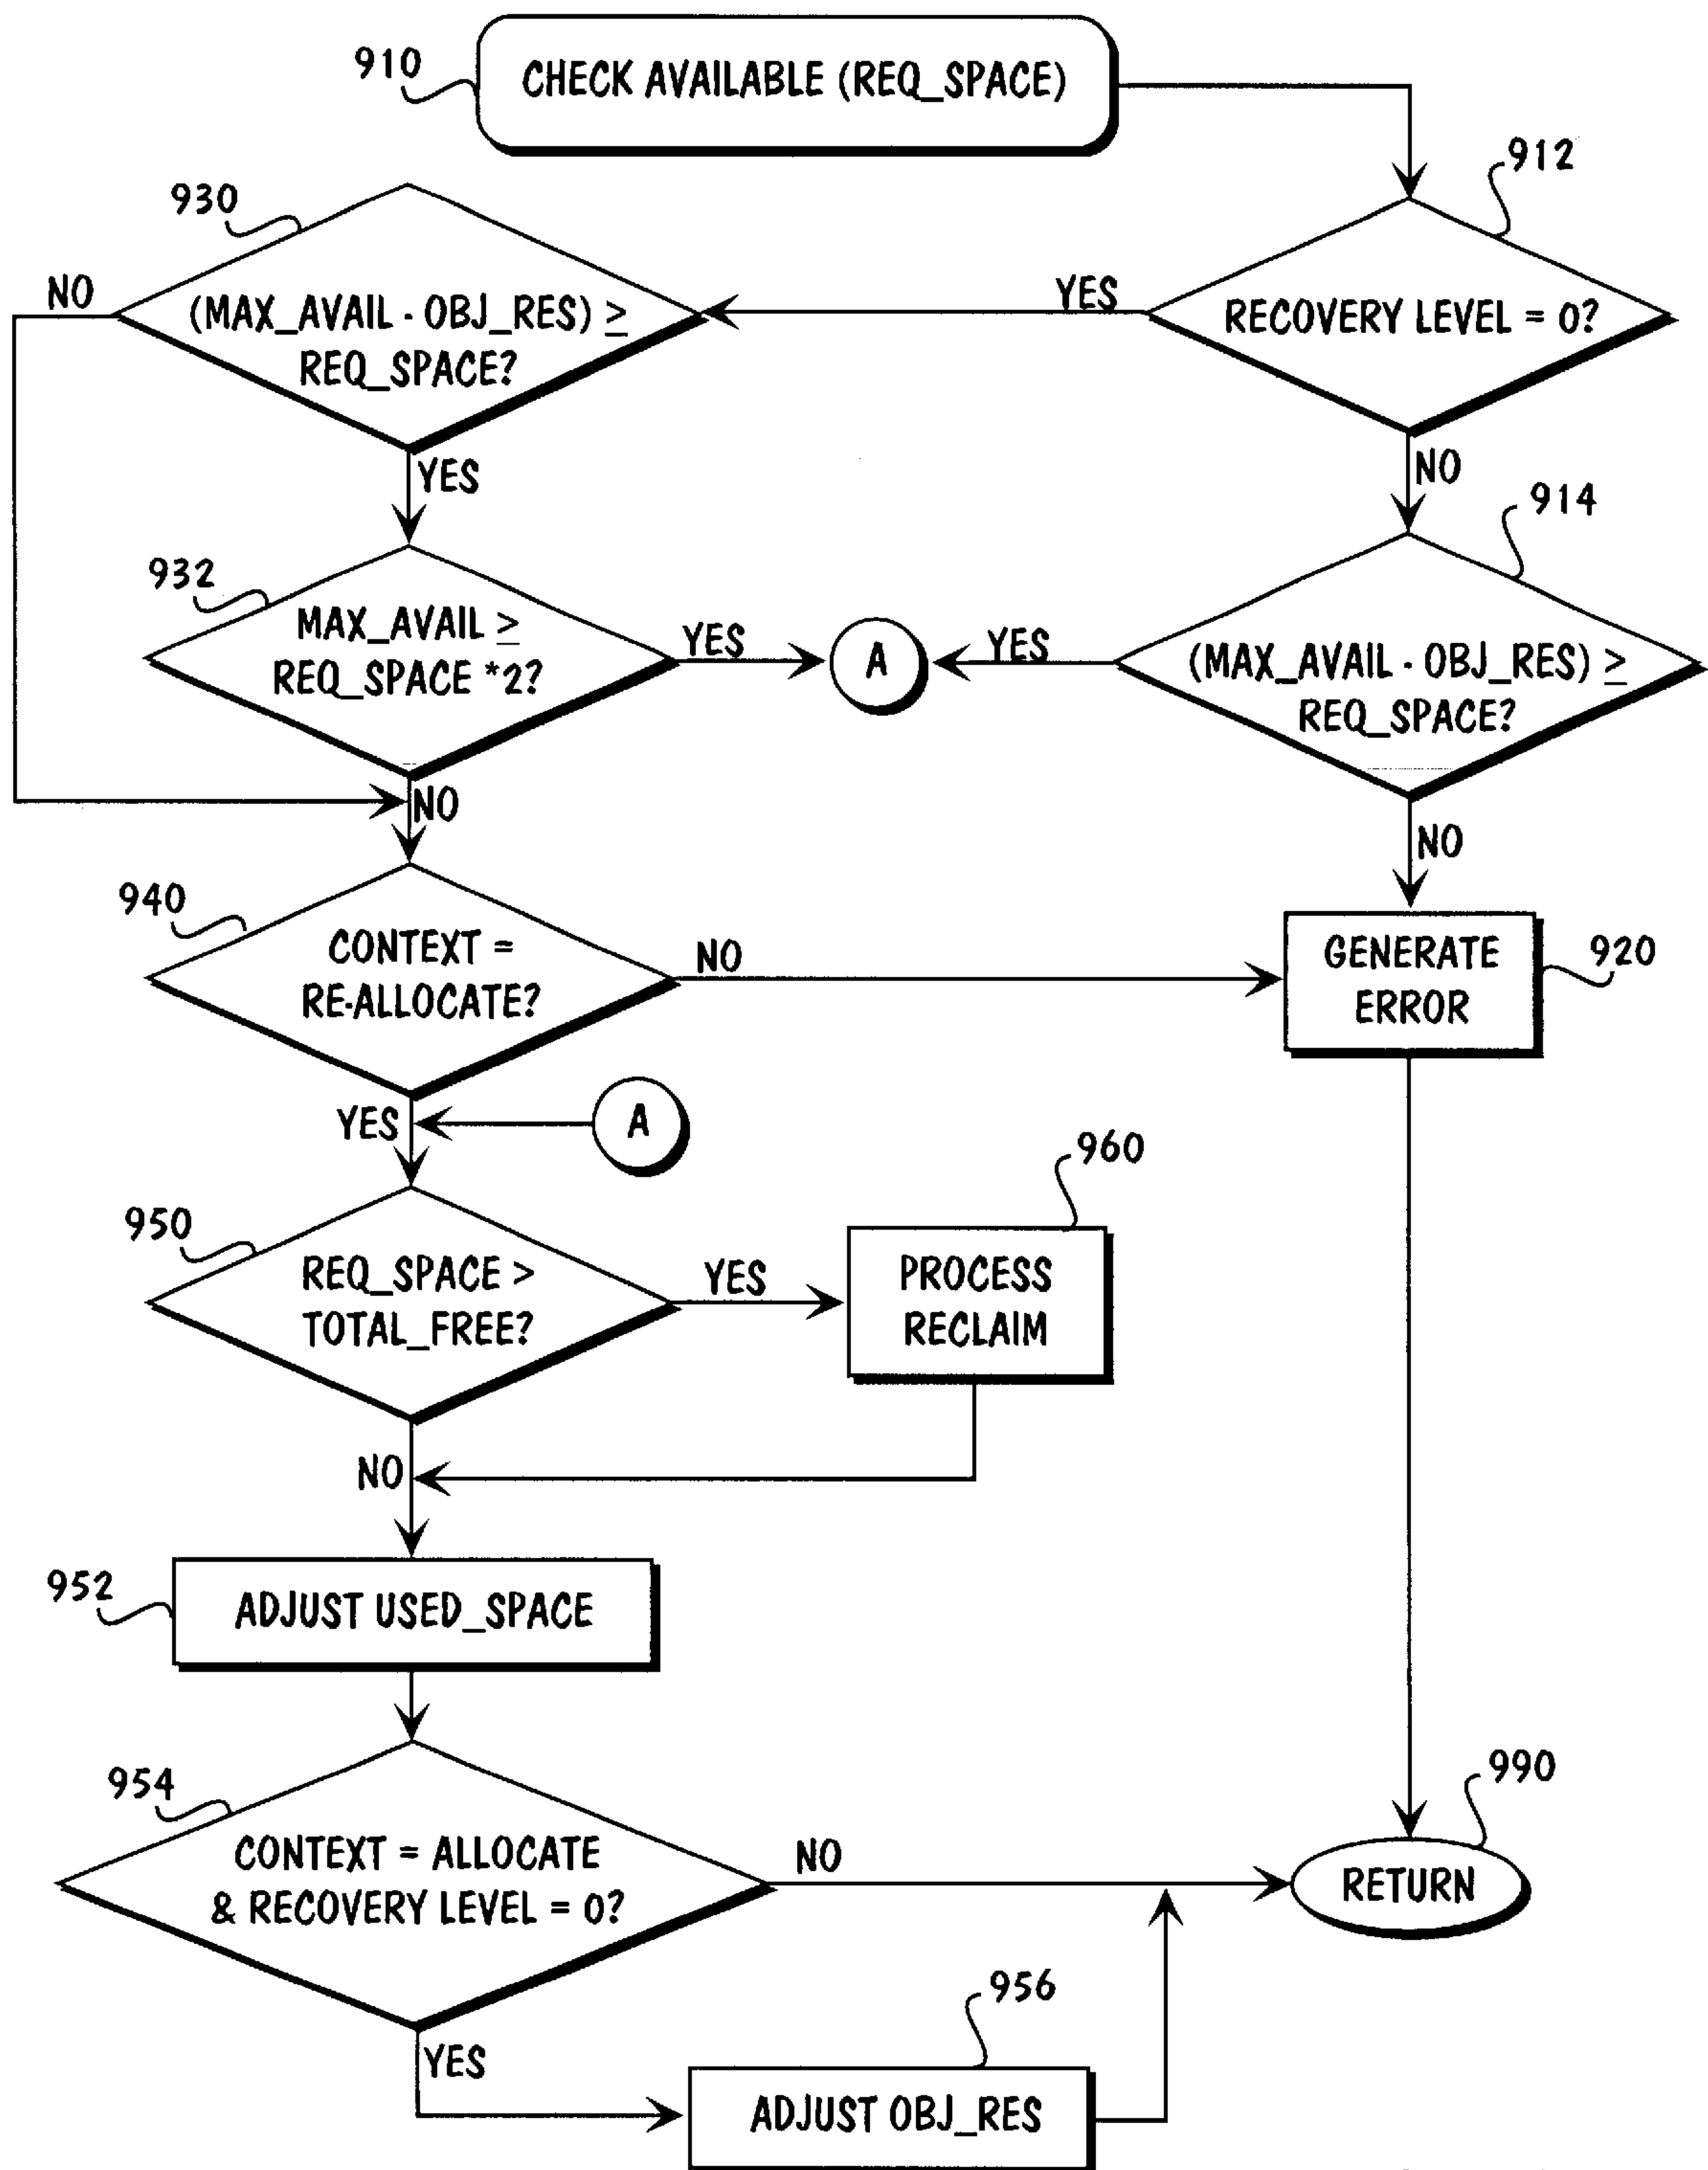 910
CHECK AVAILABLE (REQ_SPACE)
912
RECOVERY LEVEL = 0?
YES
NO
930
(MAX_AVAIL - OBJ_RES) ≥
REQ_SPACE?
NO
YES
914
(MAX_AVAIL - OBJ_RES) ≥
REQ_SPACE?
YES
NO
932
MAX_AVAIL ≥
REQ_SPACE *2?
YES
A
NO
940
CONTEXT =
RE-ALLOCATE?
NO
GENERATE
ERROR
920
YES
A
950
REQ_SPACE >
TOTAL_FREE?
YES
960
PROCESS
RECLAIM
NO
952
ADJUST USED_SPACE
954
CONTEXT = ALLOCATE
& RECOVERY LEVEL = 0?
NO
990
RETURN
YES
956
ADJUST OBJ_RES